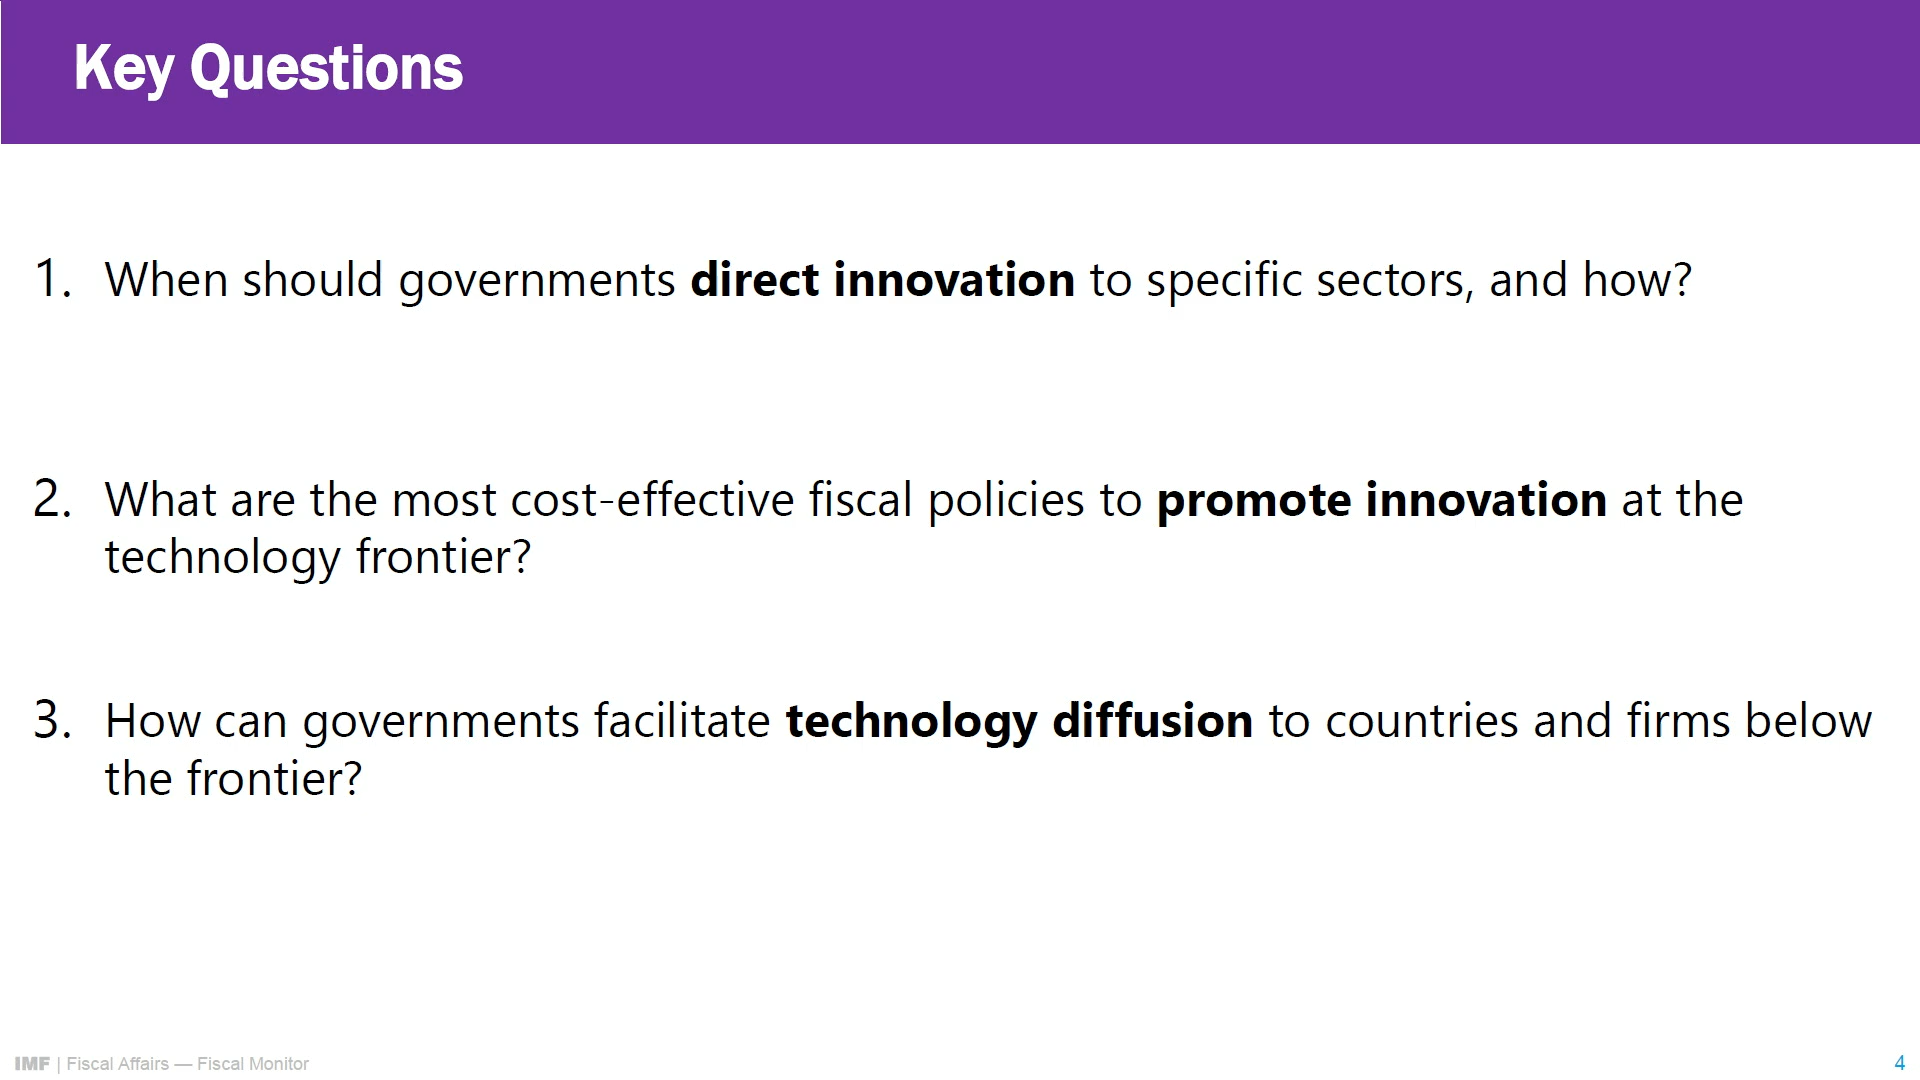 Key Questions
1. When should governments direct innovation to specific sectors, and how?
2. What are the most cost-effective fiscal policies to promote innovation at the
technology frontier?
3. How can governments facilitate technology diffusion to countries and firms below
the frontier?
IMF | Fiscal Affairs — Fiscal Monitor
4